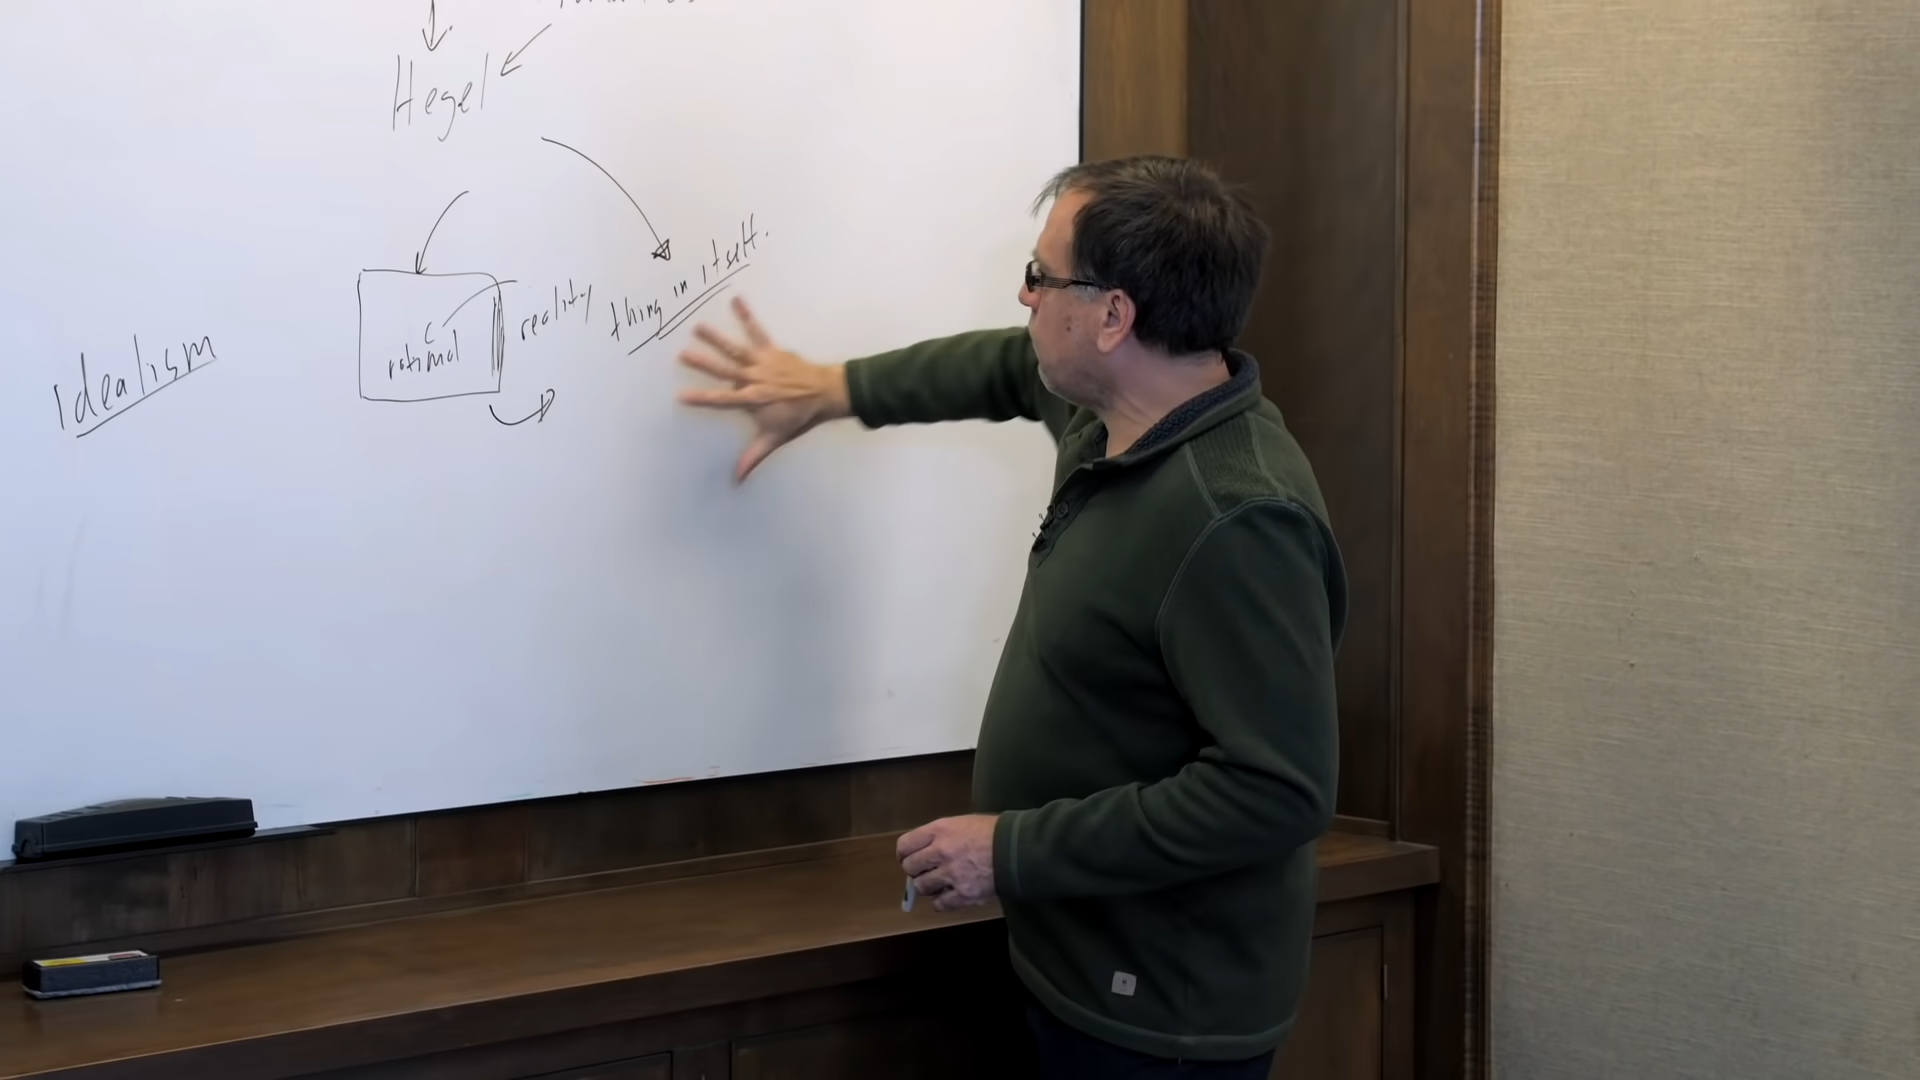 Hegel
thing in itself.
reality
C
rational
idealism